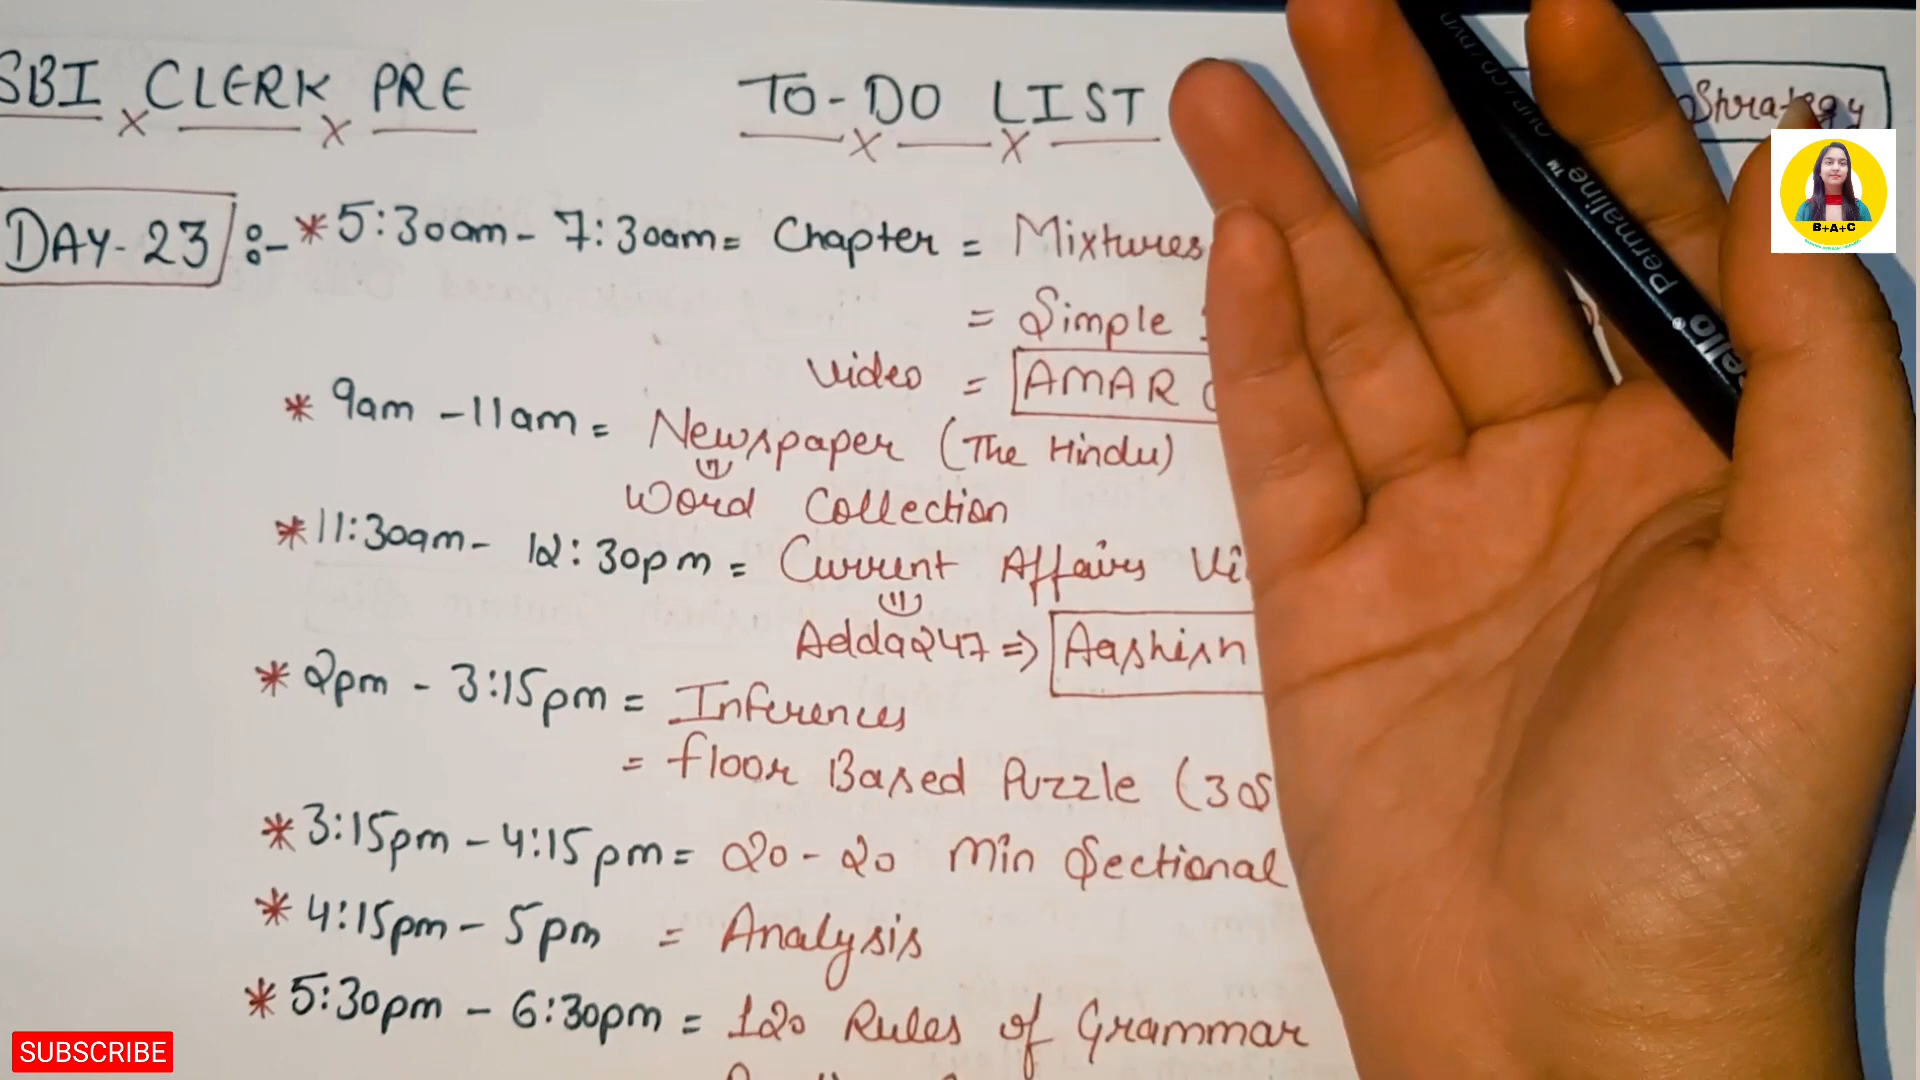 SBI CLERK PRE TO-DO LIST
Strategy
DAY-23 :- *5:30am - 7:30am = Chapter = Mixtures
= Simple
Video = AMAR
* 9am - 11am = Newspaper (The Hindu)
Word Collection
*11:30am - 12:30pm = Current Affairs Vi
Adda247 => Aashish
* 2pm - 3:15pm = Inferences
= Floor Based Puzzle (30S
* 3:15pm - 4:15pm = 20-20 Min Sectional
* 4:15pm - 5pm = Analysis
* 5:30pm - 6:30pm = 120 Rules of Grammar
B+A+C
SUBSCRIBE
Permaline™